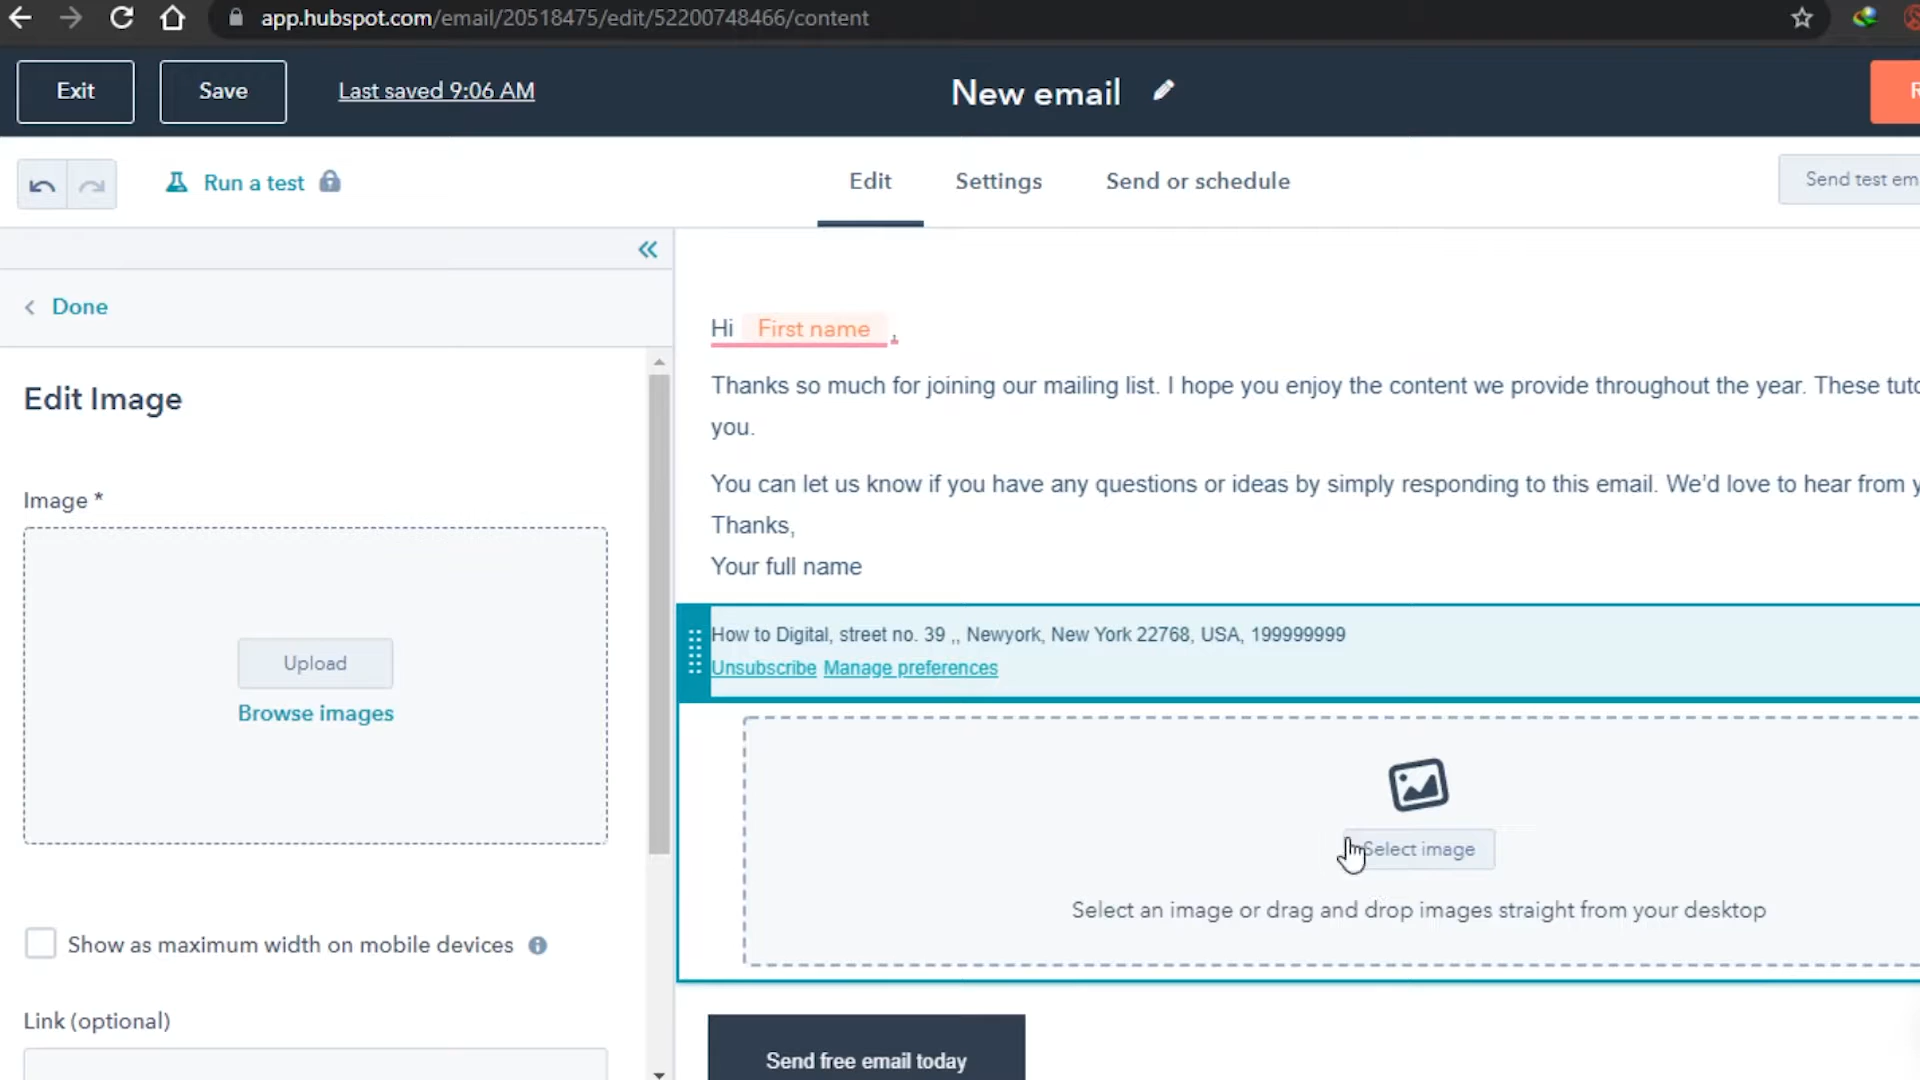 app.hubspot.com/email/20518475/edit/52200748466/content
Exit
Save
Last saved 9:06 AM
New email
R
Run a test
Edit
Settings
Send or schedule
Send test em
Done
Edit Image
Image *
Upload
Browse images
Show as maximum width on mobile devices
Link (optional)
Hi First name ,
Thanks so much for joining our mailing list. I hope you enjoy the content we provide throughout the year. These tuto
you.
You can let us know if you have any questions or ideas by simply responding to this email. We'd love to hear from y
Thanks,
Your full name
How to Digital, street no. 39 ,, Newyork, New York 22768, USA, 199999999
Unsubscribe Manage preferences
Select image
Select an image or drag and drop images straight from your desktop
Send free email today